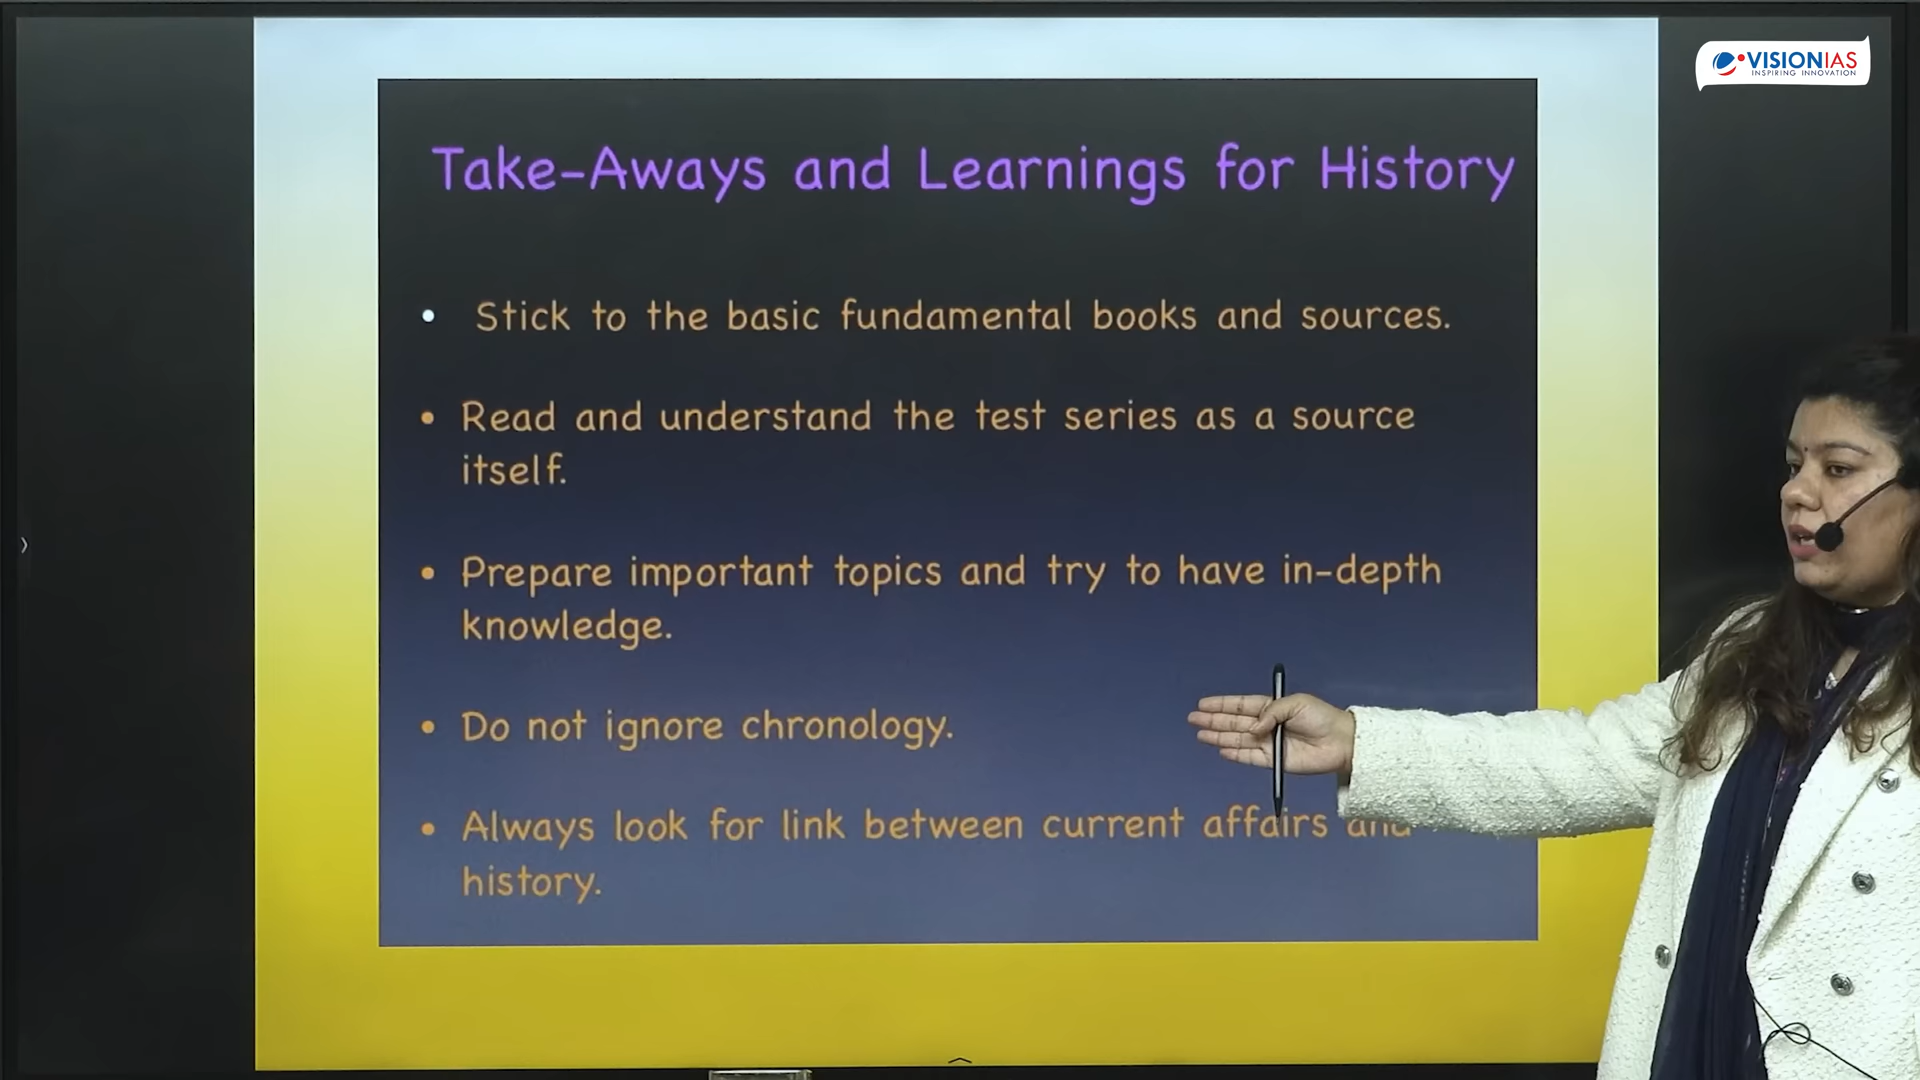 VISIONIAS
INSPIRING INNOVATION
Take-Aways and Learnings for History
• Stick to the basic fundamental books and sources.
• Read and understand the test series as a source
itself.
• Prepare important topics and try to have in-depth
knowledge.
• Do not ignore chronology.
• Always look for link between current affairs and
history.